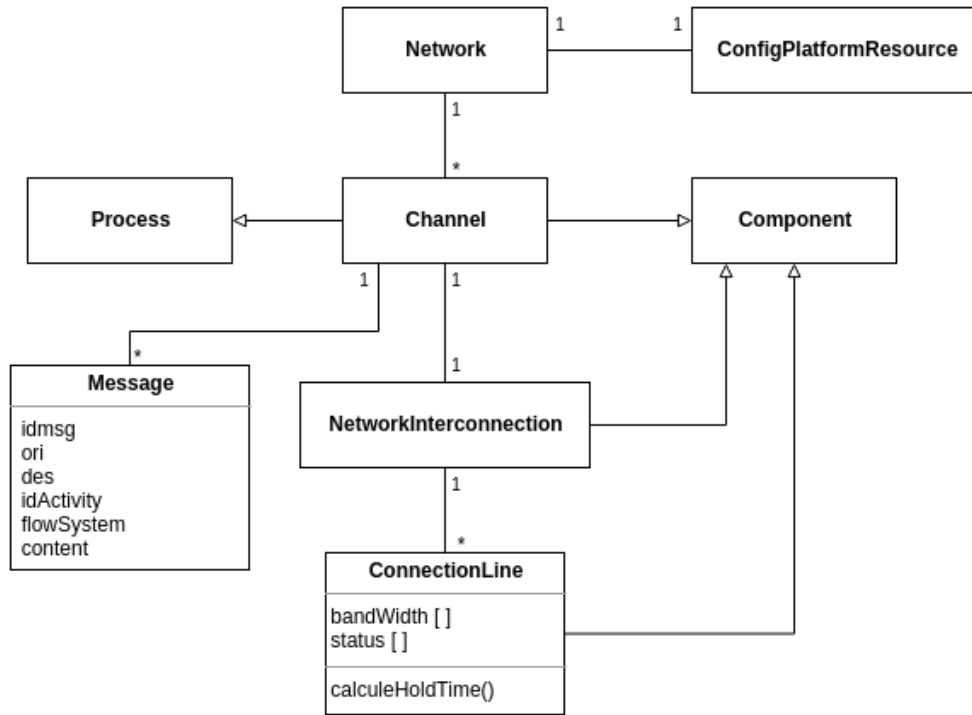 Network
1
1
ConfigPlatformResource
1
*
Process
Channel
Component
1
1
*
1
Message
idmsg
ori
des
idActivity
flowSystem
content
NetworkInterconnection
1
*
ConnectionLine
bandWidth [ ]
status [ ]
calculeHoldTime()